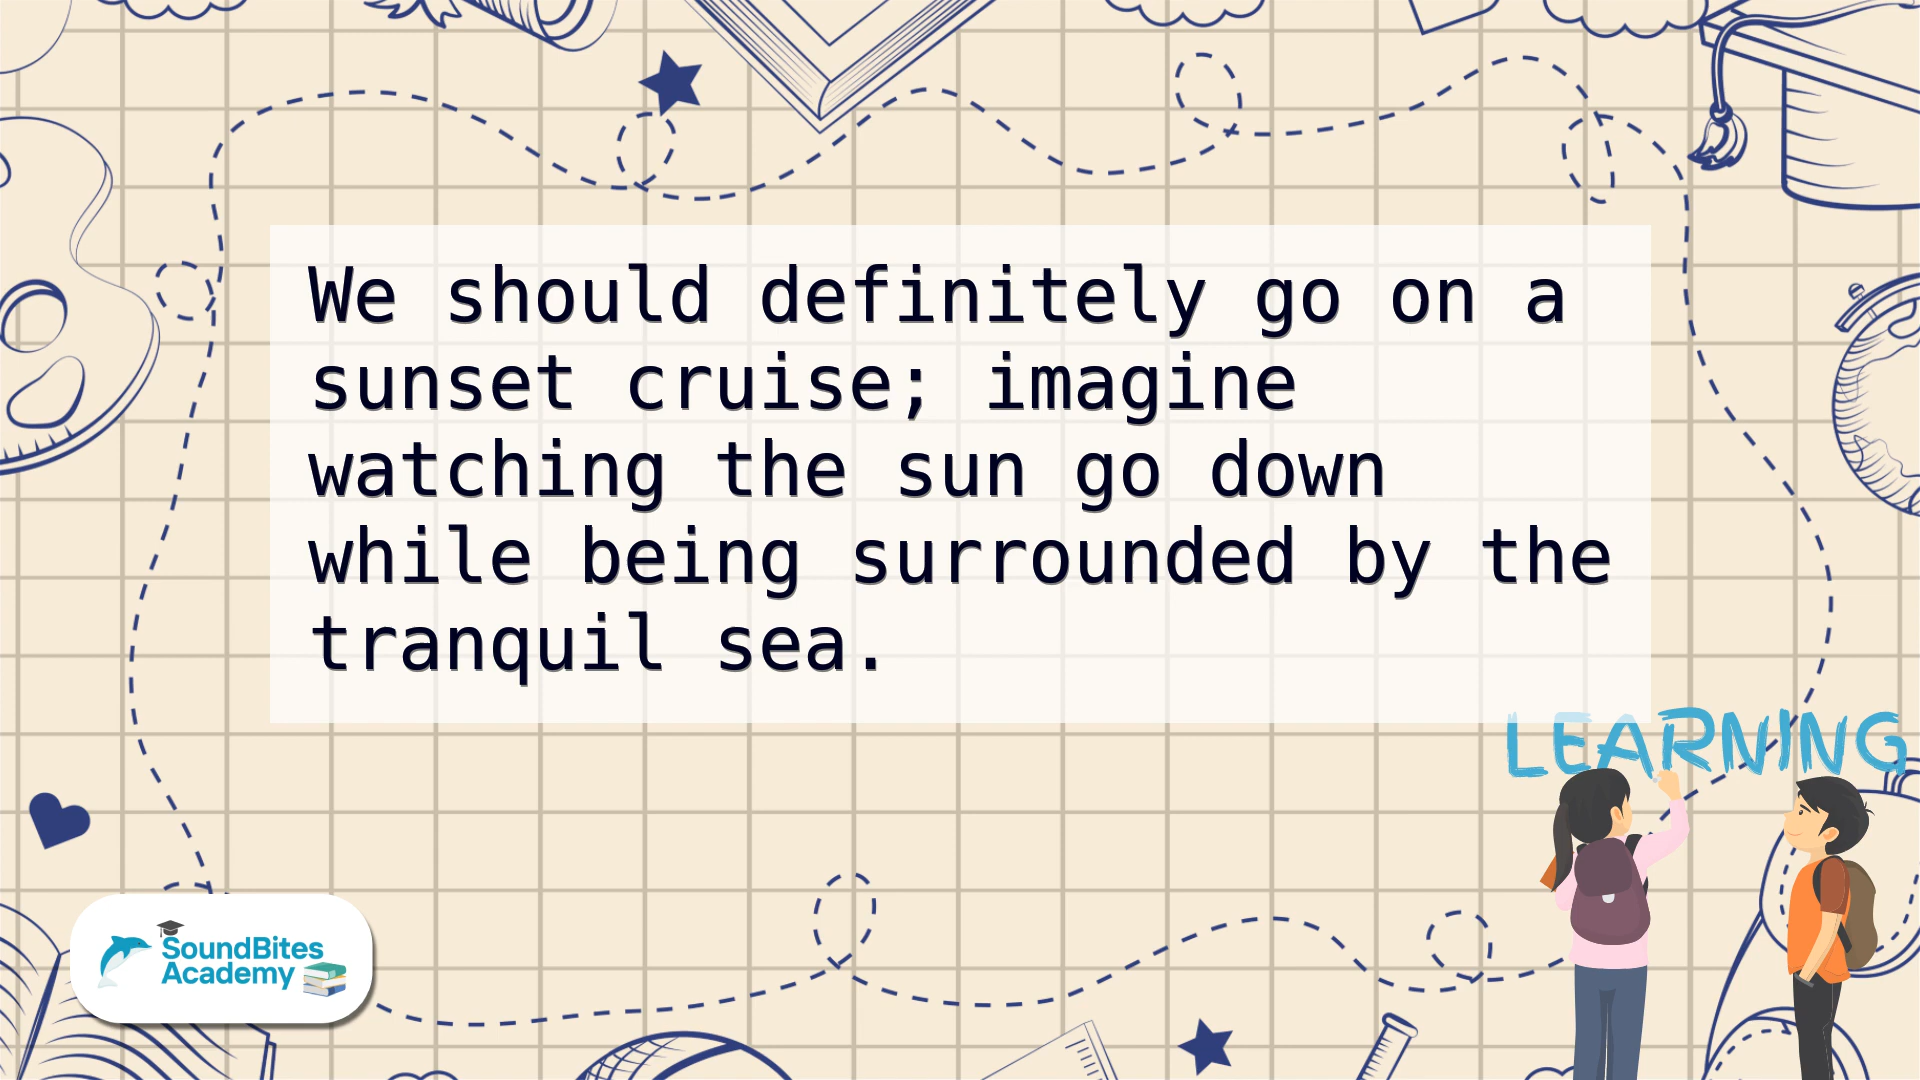 We should definitely go on a
sunset cruise; imagine
watching the sun go down
while being surrounded by the
tranquil sea.
LEARNING
SoundBites
Academy